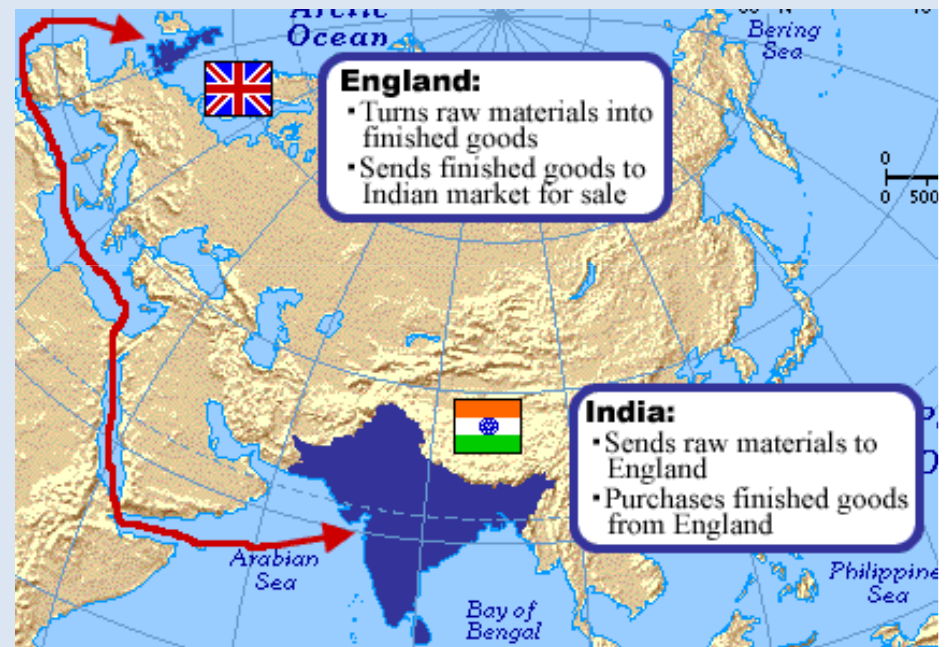 Arctic
Ocean
Bering
Sea
England:
▪Turns raw materials into
finished goods
▪Sends finished goods to
Indian market for sale
0
0 500
India:
▪Sends raw materials to
England
▪Purchases finished goods
from England
Arabian
Sea
Bay of
Bengal
Philippine
Sea